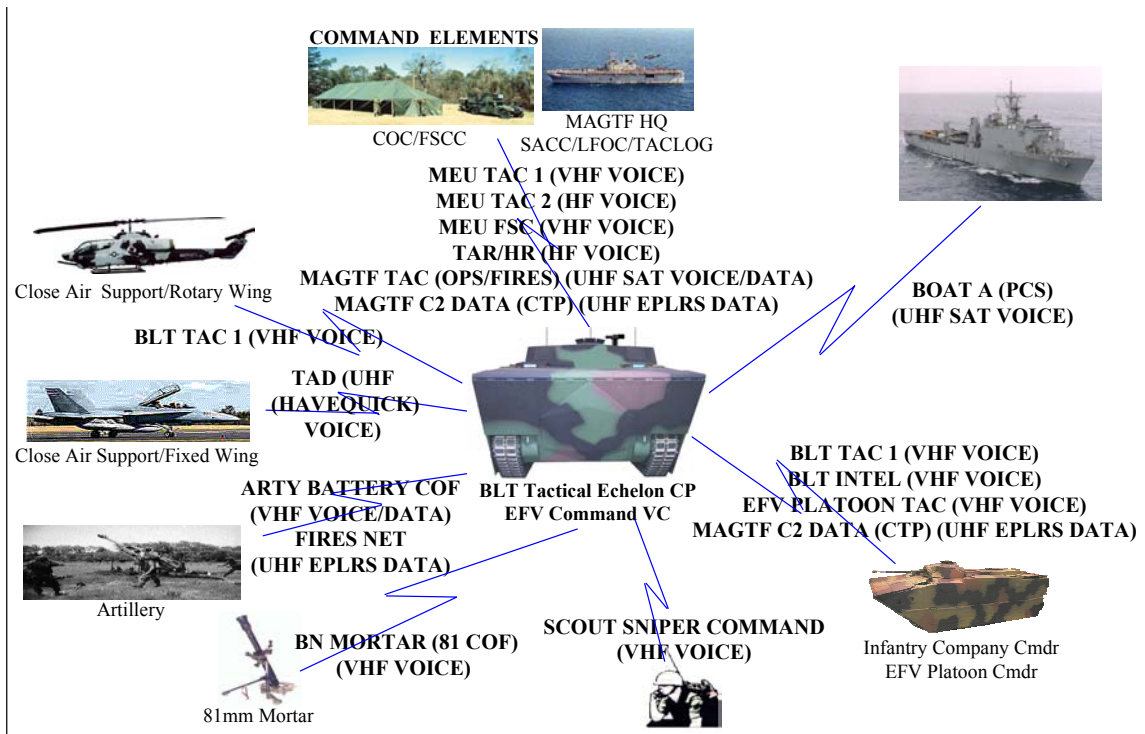 COMMAND ELEMENTS
COC/FSCC
MAGTF HQ
SACC/LFOC/TACLOG
MEU TAC 1 (VHF VOICE)
MEU TAC 2 (HF VOICE)
MEU FSC (VHF VOICE)
TAR/HR (HF VOICE)
MAGTF TAC (OPS/FIRES) (UHF SAT VOICE/DATA)
MAGTF C2 DATA (CTP) (UHF EPLRS DATA)
BOAT A (PCS)
(UHF SAT VOICE)
Close Air Support/Rotary Wing
BLT TAC 1 (VHF VOICE)
TAD (UHF
(HAVEQUICK)
VOICE)
Close Air Support/Fixed Wing
ARTY BATTERY COF
(VHF VOICE/DATA)
FIRES NET
(UHF EPLRS DATA)
Artillery
BLT Tactical Echelon CP
EFV Command VC
BLT TAC 1 (VHF VOICE)
BLT INTEL (VHF VOICE)
EFV PLATOON TAC (VHF VOICE)
MAGTF C2 DATA (CTP) (UHF EPLRS DATA)
Infantry Company Cmdr
EFV Platoon Cmdr
BN MORTAR (81 COF)
(VHF VOICE)
81mm Mortar
SCOUT SNIPER COMMAND
(VHF VOICE)